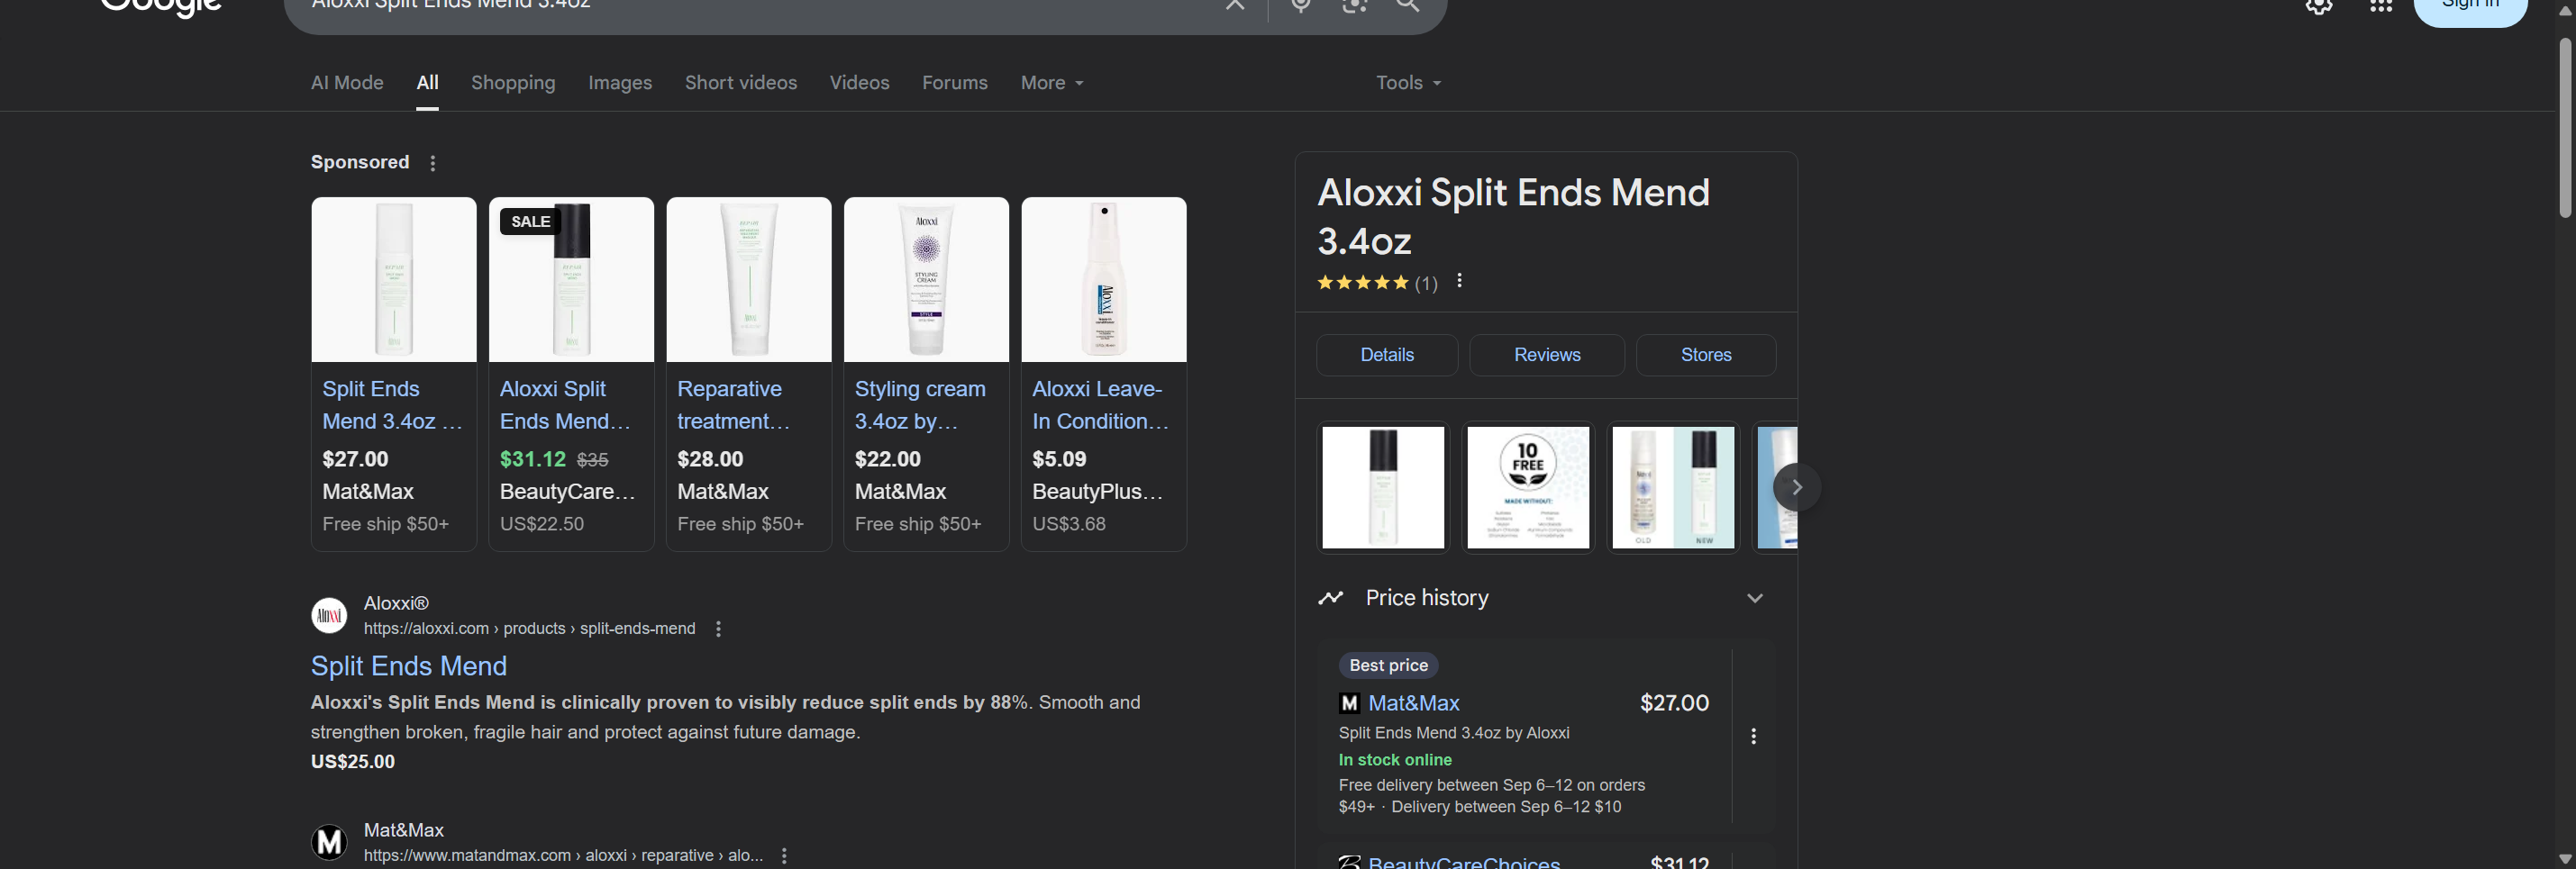 Google
Aloxxi Split Ends Mend 3.4oz
Sign in
AI Mode
All
Shopping
Images
Short videos
Videos
Forums
More
Tools
Sponsored
SALE
Aloxxi
STYLING
CREAM
STYLE
Aloxxi
Split Ends
Mend 3.4oz ...
$27.00
Mat&Max
Free ship $50+
Aloxxi Split
Ends Mend...
$31.12 $35
BeautyCare...
US$22.50
Reparative
treatment...
$28.00
Mat&Max
Free ship $50+
Styling cream
3.4oz by...
$22.00
Mat&Max
Free ship $50+
Aloxxi Leave-
In Condition...
$5.09
BeautyPlus...
US$3.68
Aloxxi
Aloxxi®
https://aloxxi.com › products › split-ends-mend
Split Ends Mend
Aloxxi's Split Ends Mend is clinically proven to visibly reduce split ends by 88%. Smooth and
strengthen broken, fragile hair and protect against future damage.
US$25.00
M
Mat&Max
https://www.matandmax.com › aloxxi › reparative › alo...
Aloxxi Split Ends Mend
3.4oz
(1)
Details
Reviews
Stores
10
FREE
MADE WITHOUT:
OLD
NEW
Price history
Best price
M Mat&Max $27.00
Split Ends Mend 3.4oz by Aloxxi
In stock online
Free delivery between Sep 6–12 on orders
$49+ · Delivery between Sep 6–12 $10
BeautyCareChoices $31.12